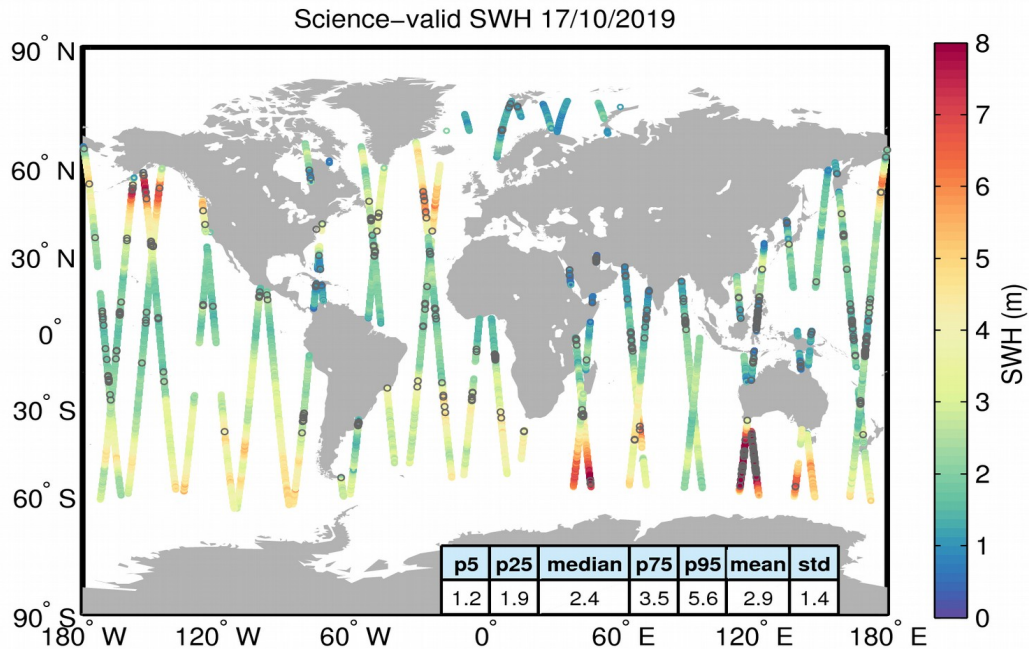 Science−valid SWH 17/10/2019
90° N
60° N
30° N
0°
30° S
60° S
90° S
180° W
120° W
60° W
0°
60° E
120° E
180° E
p5 p25 median p75 p95 mean std
1.2 1.9 2.4 3.5 5.6 2.9 1.4
8
7
6
5
4
3
2
1
0
SWH (m)